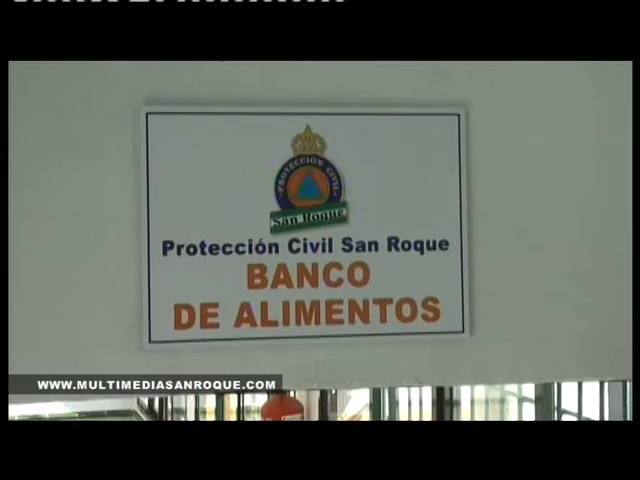 PROTECCION CIVIL
San Roque
Protección Civil San Roque
BANCO
DE ALIMENTOS
WWW.MULTIMEDIASANROQUE.COM